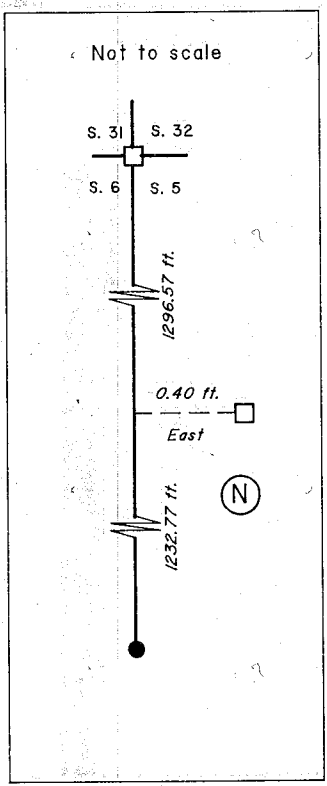 Not to scale
S. 31 S. 32
S. 6 S. 5
1296.57 ft.
0.40 ft.
East
N
1232.77 ft.